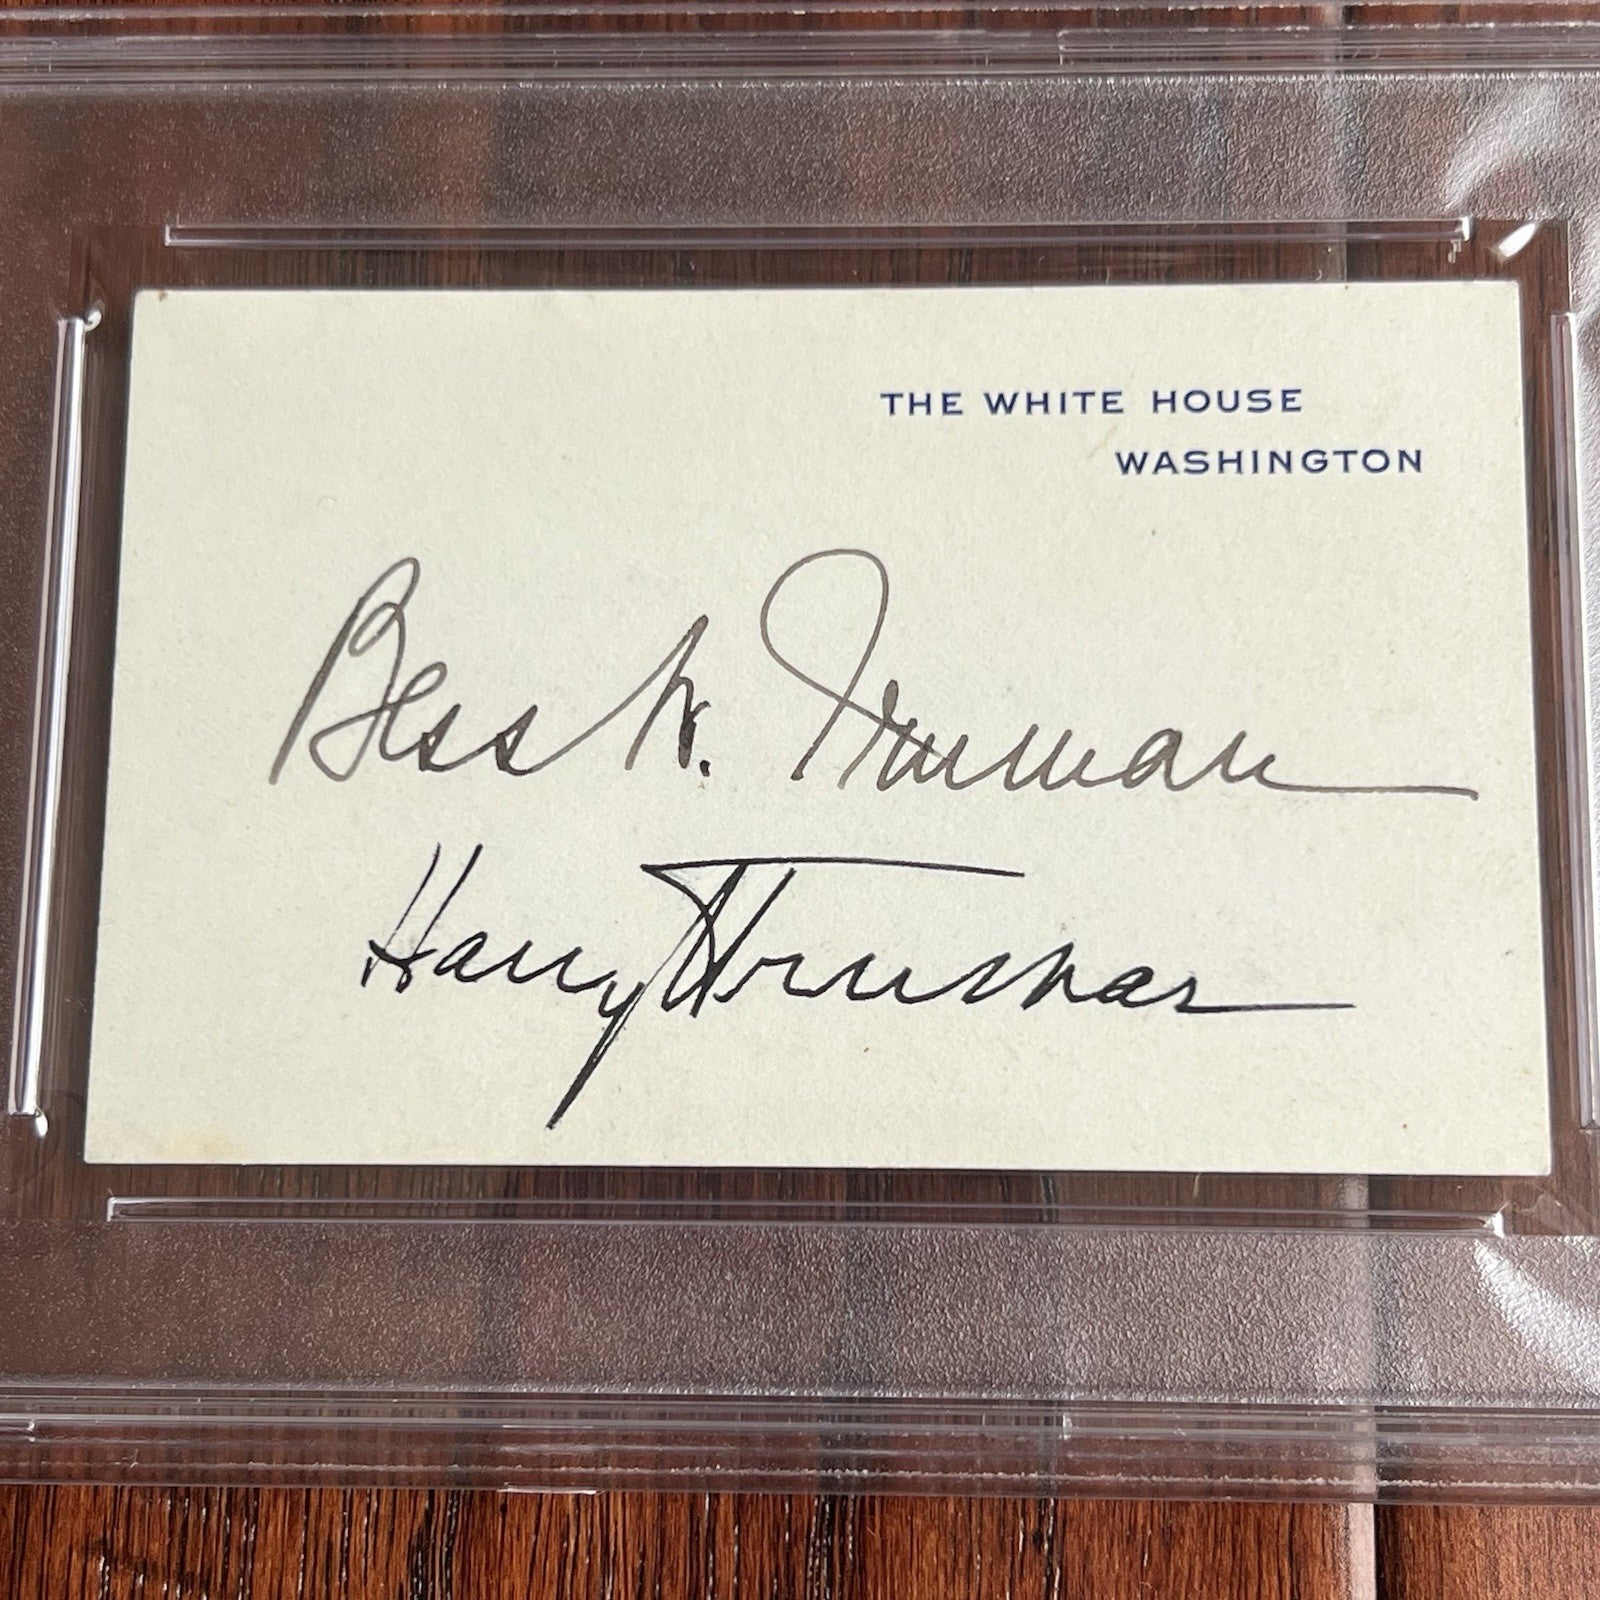 THE WHITE HOUSE
WASHINGTON
Bess W. Truman
Harry Truman